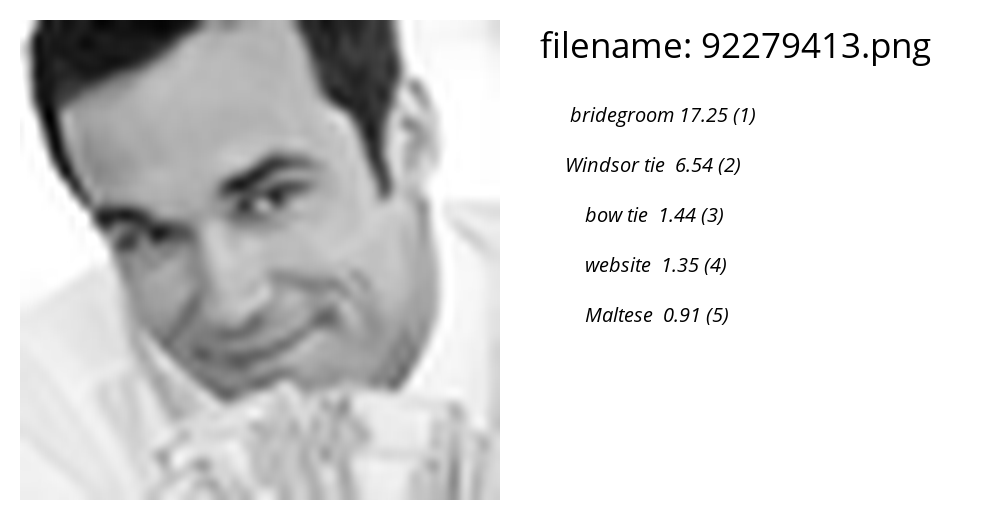 filename: 92279413.png
bridegroom 17.25 (1)
Windsor tie 6.54 (2)
bow tie 1.44 (3)
website 1.35 (4)
Maltese 0.91 (5)